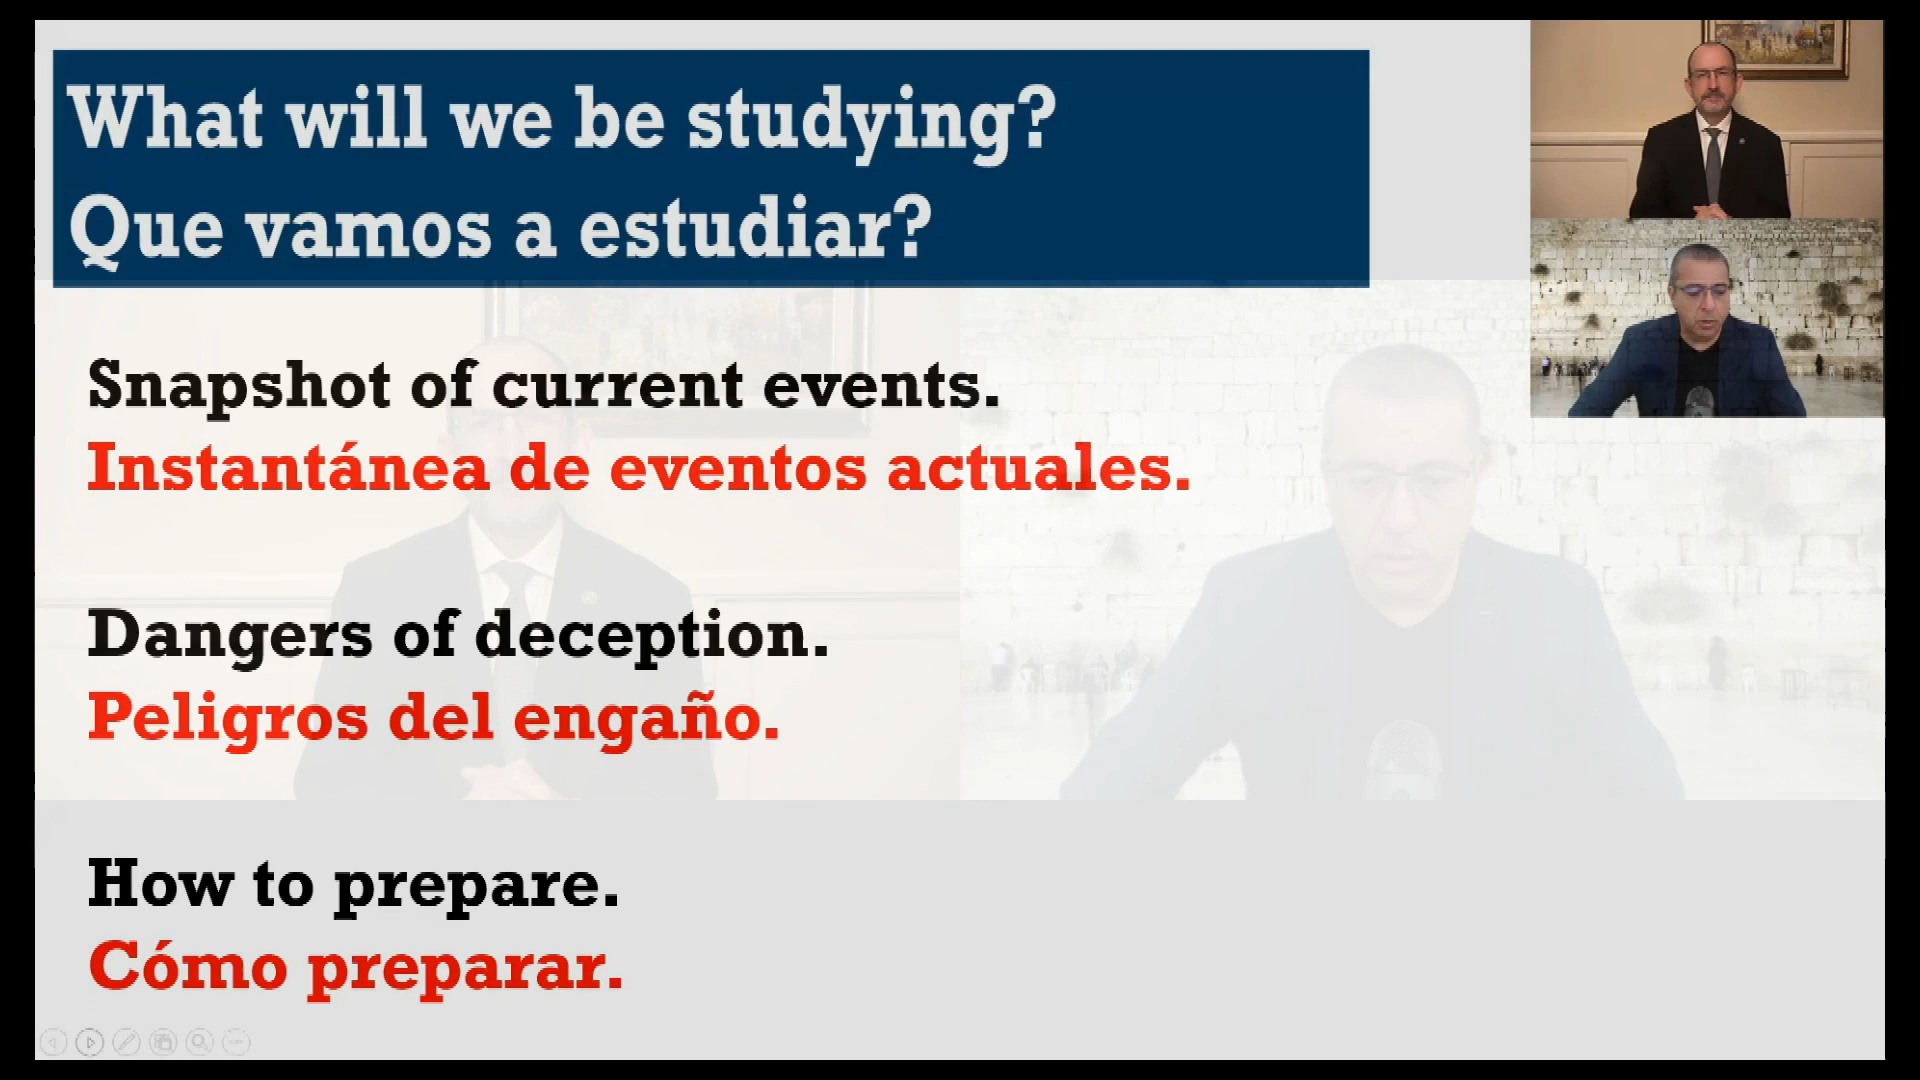 What will we be studying?
Que vamos a estudiar?
Snapshot of current events.
Instantánea de eventos actuales.
Dangers of deception.
Peligros del engaño.
How to prepare.
Cómo preparar.